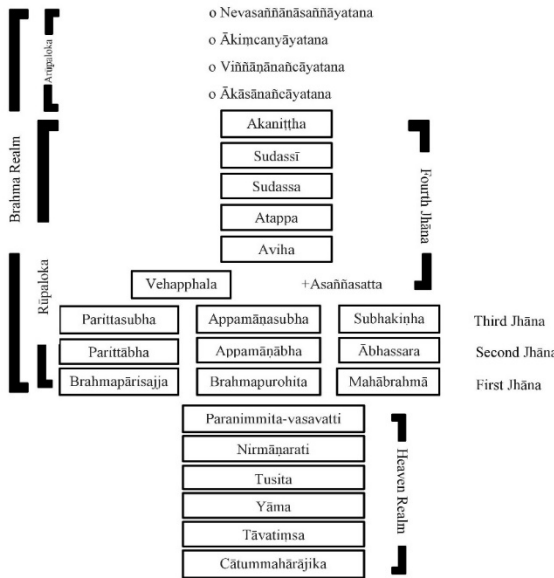 o Nevasaññānāsaññāyatana
o Ākiṃcanyāyatana
o Viññāṇānañcāyatana
o Ākāsānañcāyatana
Arūpaloka
Brahma Realm
Akaniṭṭha
Sudassī
Sudassa
Atappa
Aviha
Fourth Jhāna
Vehapphala +Asaññasatta
Rūpaloka
Parittasubha Appamāṇasubha Subhakiṇha Third Jhāna
Parittābha Appamāṇābha Ābhassara Second Jhāna
Brahmapārisajja Brahmapurohita Mahābrahmā First Jhāna
Paranimmita-vasavatti
Nirmāṇarati
Tusita
Yāma
Tāvatiṃsa
Cātummahārājika
Heaven Realm